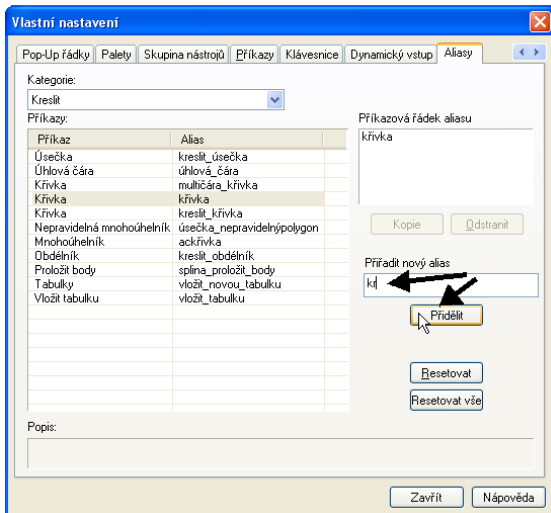 Vlastní nastavení
Pop-Up řádky Palety Skupina nástrojů Příkazy Klávesnice Dynamický vstup Aliasy
Kategorie:
Kreslit
Příkazy:
Příkazová řádek aliasu
Příkaz Alias
křivka
Úsečka kreslit_úsečka
Úhlová čára úhlová_čára
Křivka multičára_křivka
Křivka křivka
Křivka kreslit_křivka
Nepravidelná mnohoúhelník úsečka_nepravidelnýpolygon
Mnohoúhelník ackřivka
Obdélník kreslit_obdélník
Proložit body splina_proložit_body
Tabulky vložit_novou_tabulku
Vložit tabulku vložit_tabulku
Kopie Odstranit
Přiřadit nový alias
kr
Přidělit
Resetovat
Resetovat vše
Popis:
Zavřít Nápověda